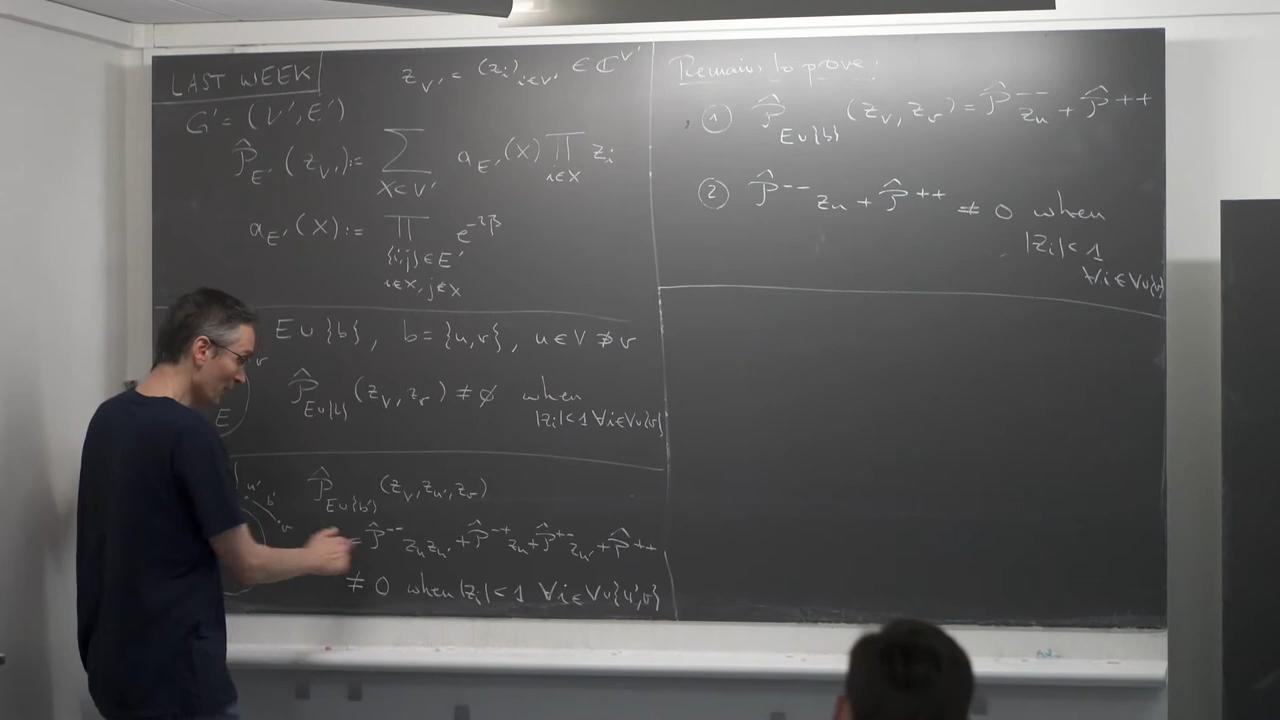 LAST WEEK
z_{V'} = (z_i)_{i∈V'} ∈ ℂ^{V'}
G' = (V', E')
P̂_{E'}(z_{V'}) := Σ_{X⊂V'} a_{E'}(X) ∏_{i∈X} z_i
a_{E'}(X) := ∏_{{i,j}∈E' i∈X, j∉X} e^{-2β}
E∪{b}, b = {u,v}, u∈V ∌ v
v
E
P̂_{E∪{b}}(z_V, z_v) ≠ ∅ when
|z_i|<1 ∀i∈V∪{v}
u' b' v
P̂_{E∪{b'}}(z_V, z_{u'}, z_v)
= P̂^{--} z_u z_{u'} + P̂^{-+} z_u + P̂^{+-} z_{u'} + P̂^{++}
≠ 0 when |z_i|<1 ∀i∈V∪{u',v}
Remains to prove:
① P̂_{E∪{b}}(z_V, z_v) = P̂^{--} z_u + P̂^{++}
② P̂^{--} z_u + P̂^{++} ≠ 0 when
|z_i|<1
∀i∈V∪{v}